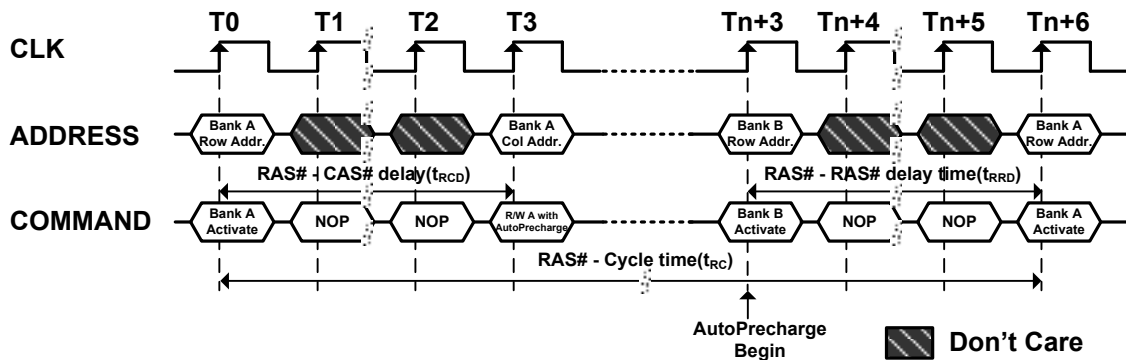 T0 T1 T2 T3 Tn+3 Tn+4 Tn+5 Tn+6
CLK
ADDRESS
Bank A
Row Addr.
Bank A
Col Addr.
Bank B
Row Addr.
Bank A
Row Addr.
RAS# - CAS# delay(tRCD)
RAS# - RAS# delay time(tRRD)
COMMAND
Bank A
Activate
NOP
NOP
R/W A with
AutoPrecharge
Bank B
Activate
NOP
NOP
Bank A
Activate
RAS# - Cycle time(tRC)
AutoPrecharge
Begin
Don't Care